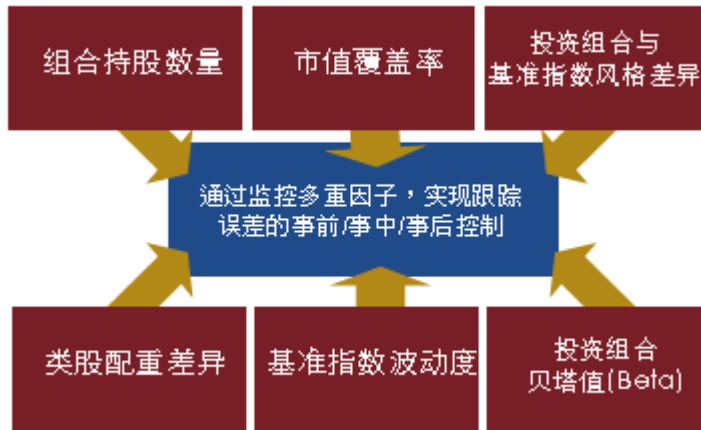 组合持股数量
市值覆盖率
投资组合与
基准指数风格差异
通过监控多重因子，实现跟踪
误差的事前/事中/事后控制
类股配重差异
基准指数波动度
投资组合
贝塔值(Beta)